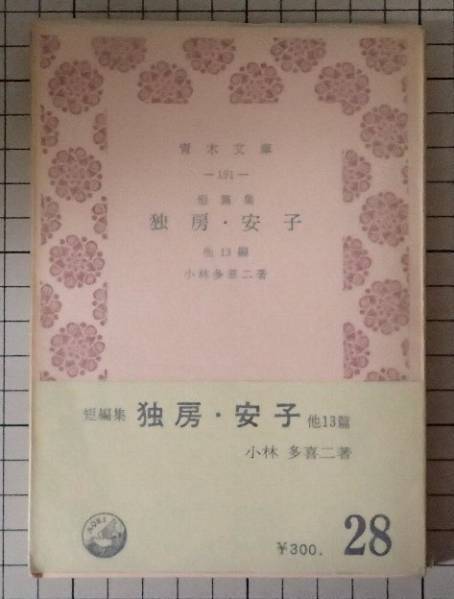 青木文庫
—191—
短篇集
独房・安子
他13編
小林多喜二著
短編集 独房・安子 他13篇
小林 多喜二著
AOKI
¥300.
28